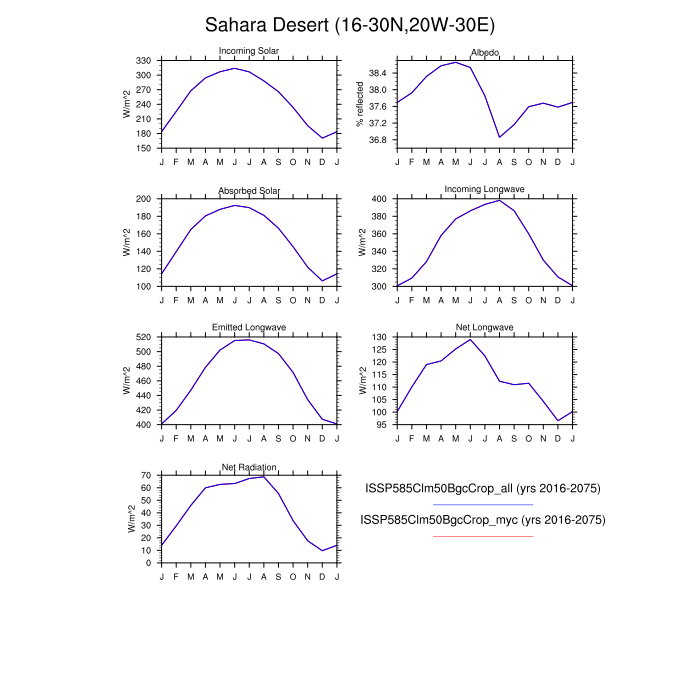 Sahara Desert (16-30N,20W-30E)
Incoming Solar
W/m^2
330
300
270
240
210
180
150
J F M A M J J A S O N D J
Albedo
% reflected
38.4
38.0
37.6
37.2
36.8
J F M A M J J A S O N D J
Absorbed Solar
W/m^2
200
180
160
140
120
100
J F M A M J J A S O N D J
Incoming Longwave
W/m^2
400
380
360
340
320
300
J F M A M J J A S O N D J
Emitted Longwave
W/m^2
520
500
480
460
440
420
400
J F M A M J J A S O N D J
Net Longwave
W/m^2
130
125
120
115
110
105
100
95
J F M A M J J A S O N D J
Net Radiation
W/m^2
70
60
50
40
30
20
10
0
J F M A M J J A S O N D J
ISSP585Clm50BgcCrop_all (yrs 2016-2075)
ISSP585Clm50BgcCrop_myc (yrs 2016-2075)